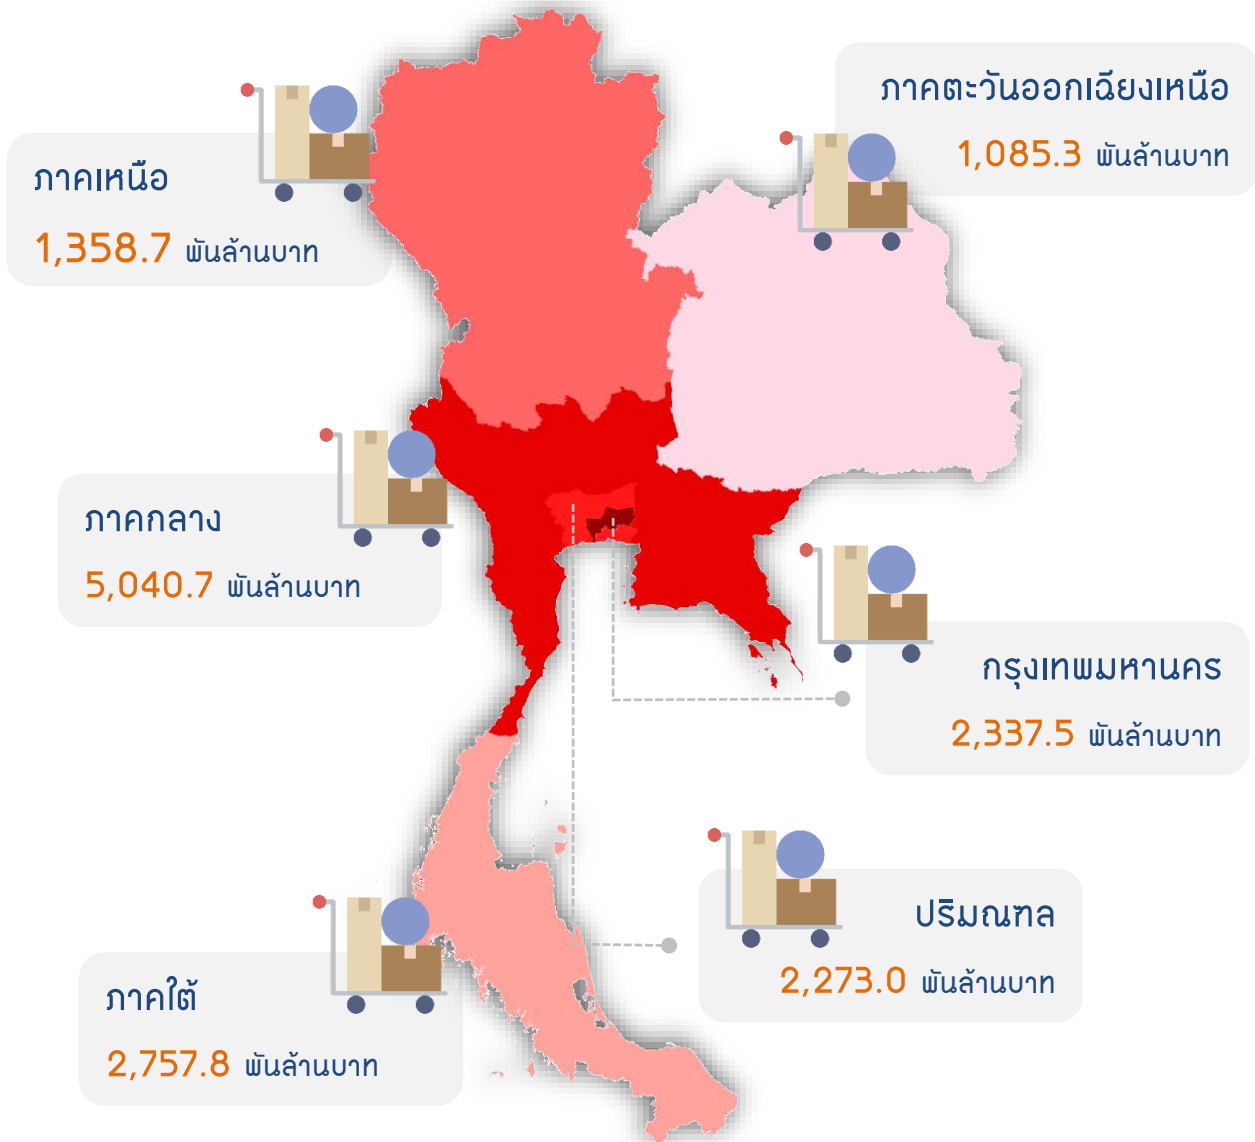 ภาคตะวันออกเฉียงเหนือ
1,085.3 พันล้านบาท
ภาคเหนือ
1,358.7 พันล้านบาท
ภาคกลาง
5,040.7 พันล้านบาท
กรุงเทพมหานคร
2,337.5 พันล้านบาท
ปริมณฑล
2,273.0 พันล้านบาท
ภาคใต้
2,757.8 พันล้านบาท